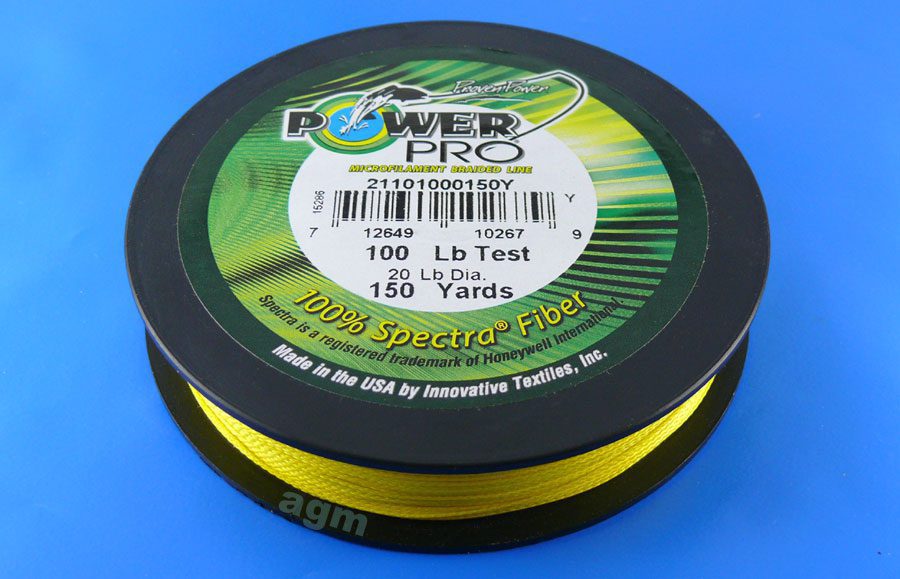 Proven Power
POWER
PRO
MICROFILAMENT BRAIDED LINE
21101000150Y
15286
Y
7 12649 10267 9
100 Lb Test
20 Lb Dia.
150 Yards
100% Spectra® Fiber
Spectra is a registered trademark of Honeywell International.
Made in the USA by Innovative Textiles, Inc.
agm